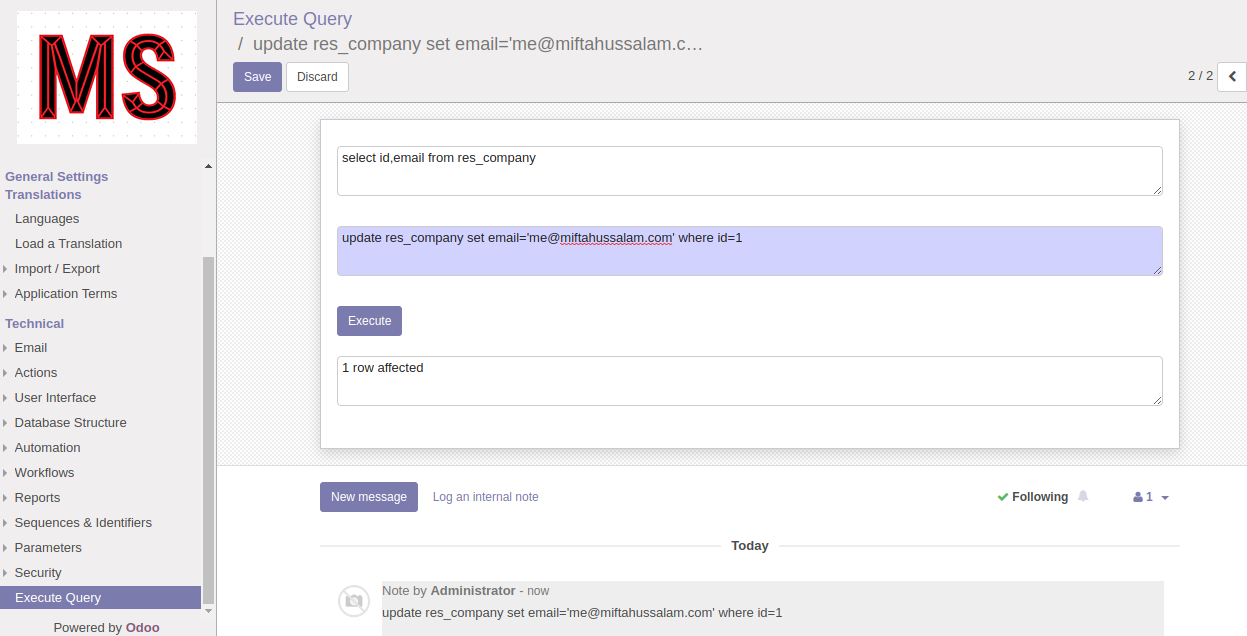 MS
General Settings
Translations
Languages
Load a Translation
Import / Export
Application Terms
Technical
Email
Actions
User Interface
Database Structure
Automation
Workflows
Reports
Sequences & Identifiers
Parameters
Security
Execute Query
Powered by Odoo
Execute Query
/ update res_company set email='me@miftahussalam.c…
Save Discard
2 / 2
select id,email from res_company
update res_company set email='me@miftahussalam.com' where id=1
Execute
1 row affected
New message Log an internal note Following 1
Today
Note by Administrator - now
update res_company set email='me@miftahussalam.com' where id=1